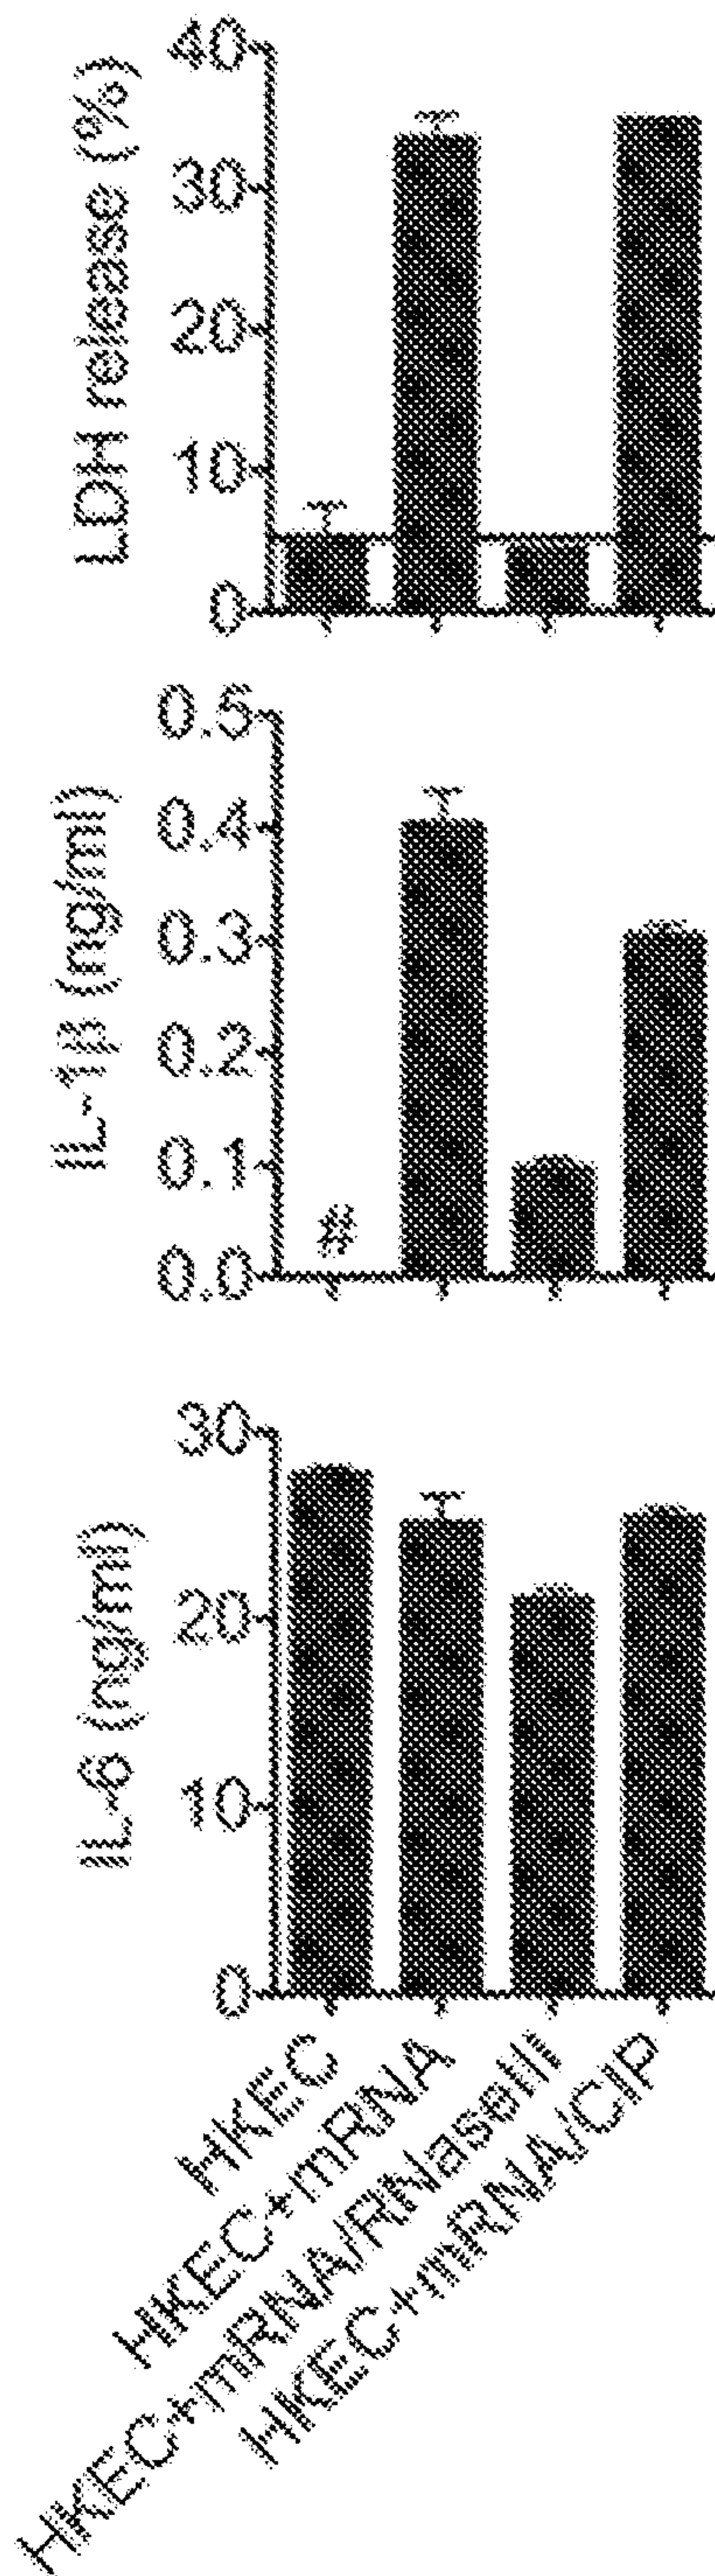 LDH release (%)
40
30
20
10
0
IL-1β (ng/ml)
0.5
0.4
0.3
0.2
0.1
0.0
#
IL-6 (ng/ml)
30
20
10
0
HKEC
HKEC+mRNA
HKEC+mRNA/RNaseIII
HKEC+mRNA/CIP